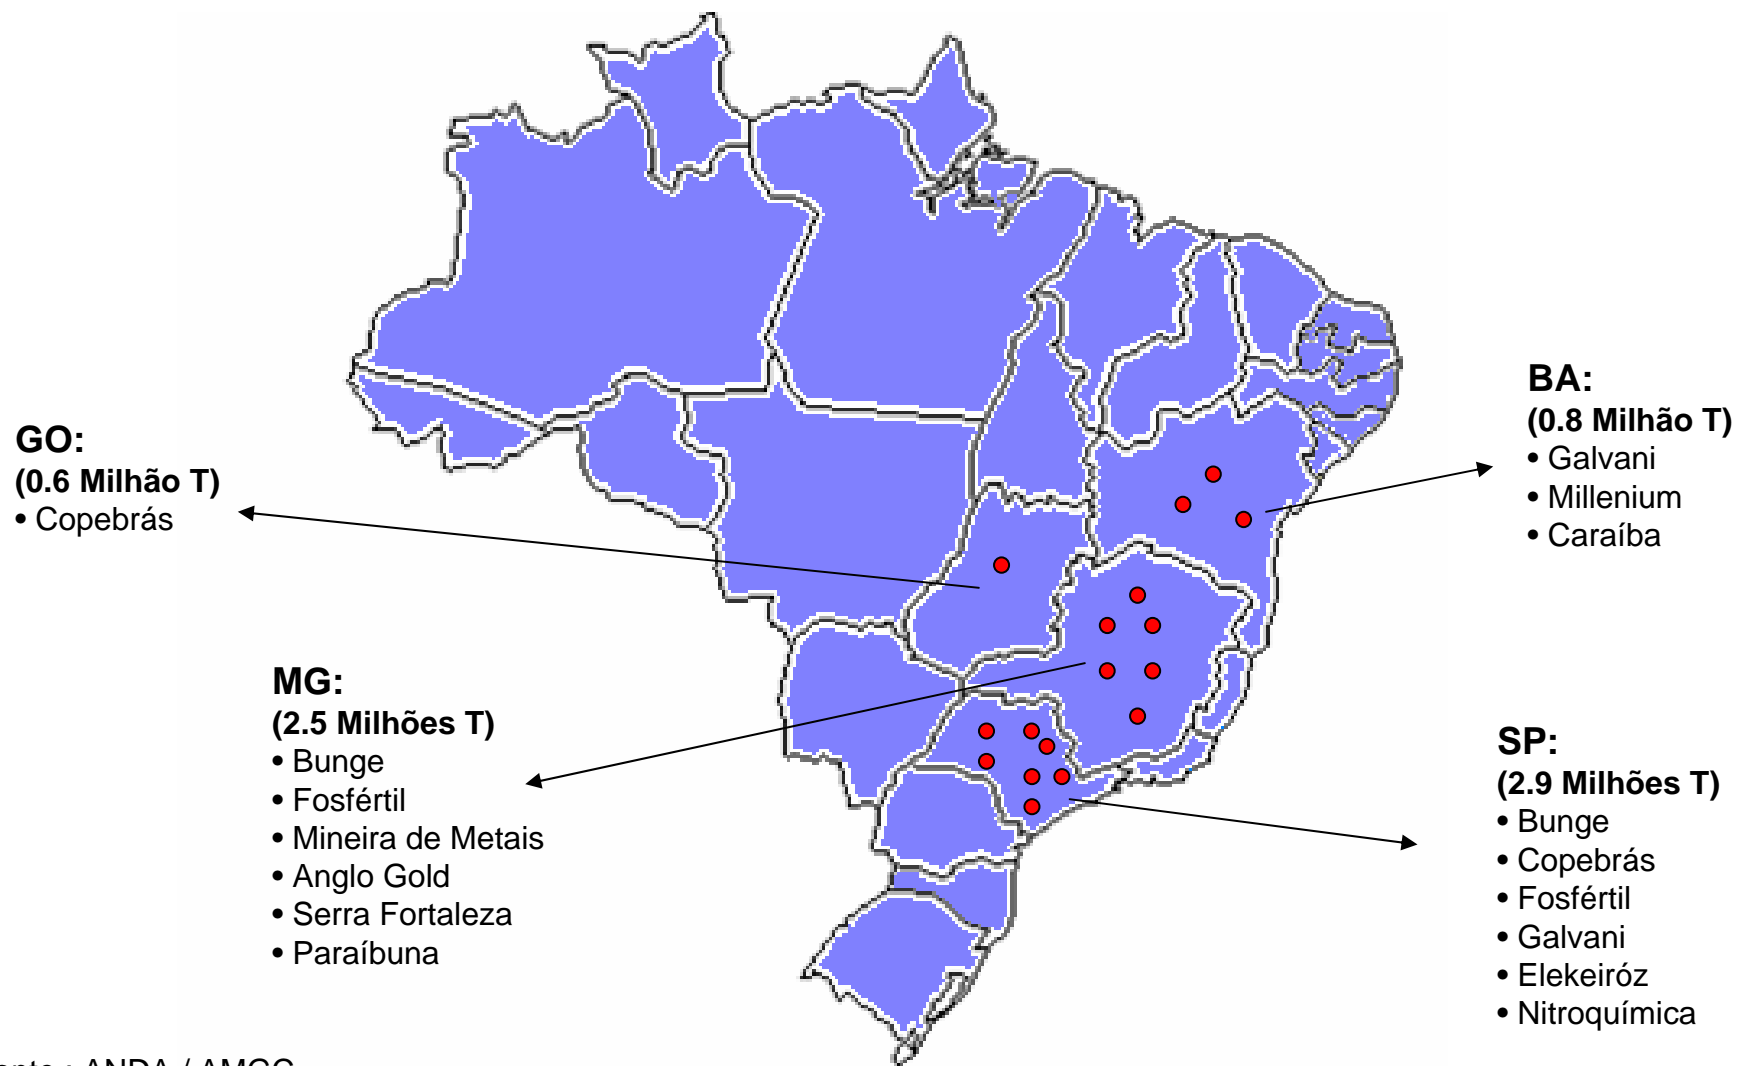 GO:
(0.6 Milhão T)
• Copebrás
MG:
(2.5 Milhões T)
• Bunge
• Fosfértil
• Mineira de Metais
• Anglo Gold
• Serra Fortaleza
• Paraíbuna
BA:
(0.8 Milhão T)
• Galvani
• Millenium
• Caraíba
SP:
(2.9 Milhões T)
• Bunge
• Copebrás
• Fosfértil
• Galvani
• Elekeiróz
• Nitroquímica
: ANDA /